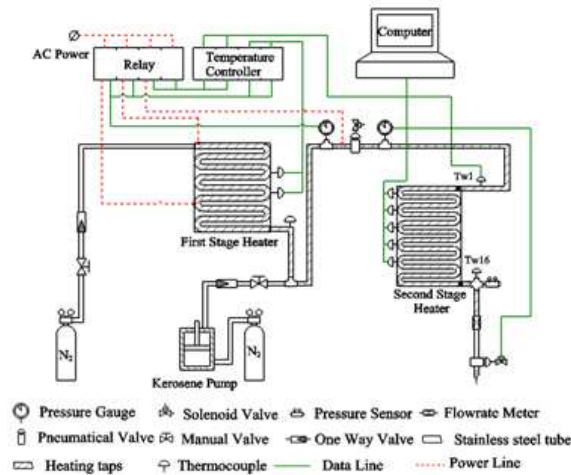 Computer
AC Power
Relay
Temperature
Controller
Tw1
First Stage Heater
Tw16
Second Stage
Heater
N₂
N₂
Kerosene Pump
Pressure Gauge
Solenoid Valve
Pressure Sensor
Flowrate Meter
Pneumatical Valve
Manual Valve
One Way Valve
Stainless steel tube
Heating taps
Thermocouple
Data Line
Power Line